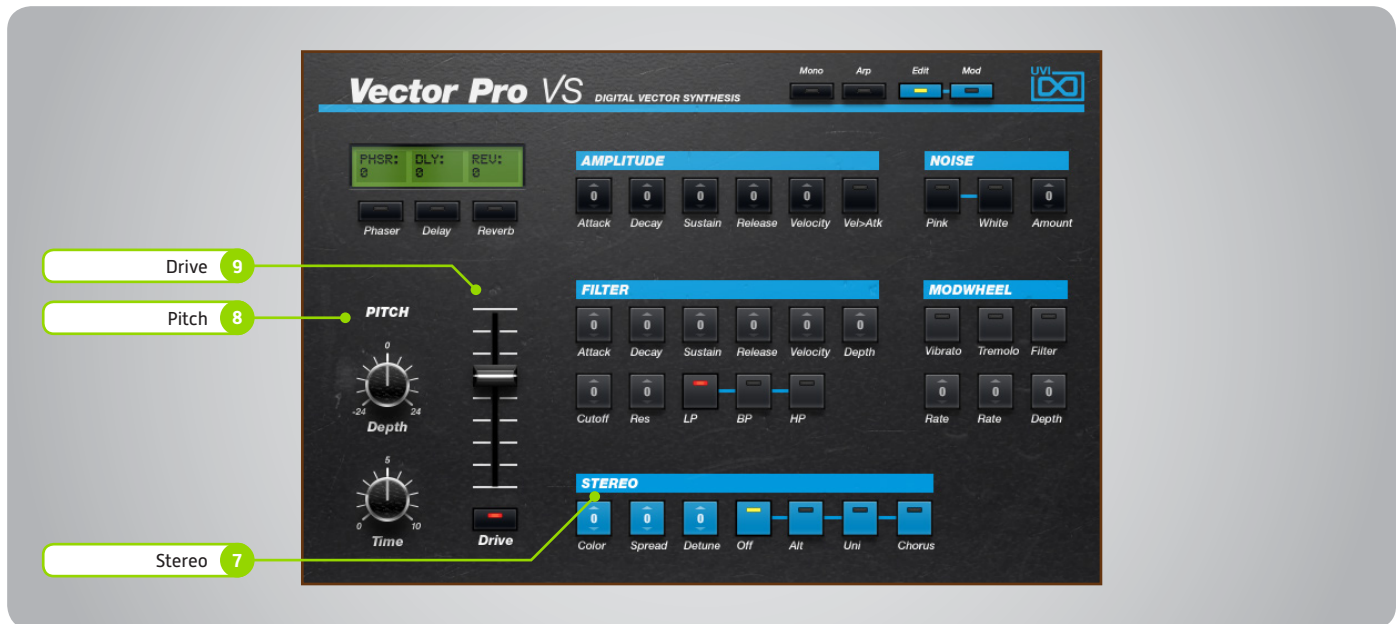 Vector Pro VS DIGITAL VECTOR SYNTHESIS
Mono Arp Edit Mod
UVI
PHSR: DLY: REV:
0 0 0
Phaser Delay Reverb
AMPLITUDE
0 0 0 0 0
Attack Decay Sustain Release Velocity Vel>Atk
NOISE
0
Pink White Amount
Drive 9
Pitch 8
PITCH
0
-24 24
Depth
5
0 10
Time
Drive
FILTER
0 0 0 0 0 0
Attack Decay Sustain Release Velocity Depth
0 0
Cutoff Res LP BP HP
MODWHEEL
Vibrato Tremolo Filter
0 0 0
Rate Rate Depth
STEREO
0 0 0
Color Spread Detune Off Alt Uni Chorus
Stereo 7